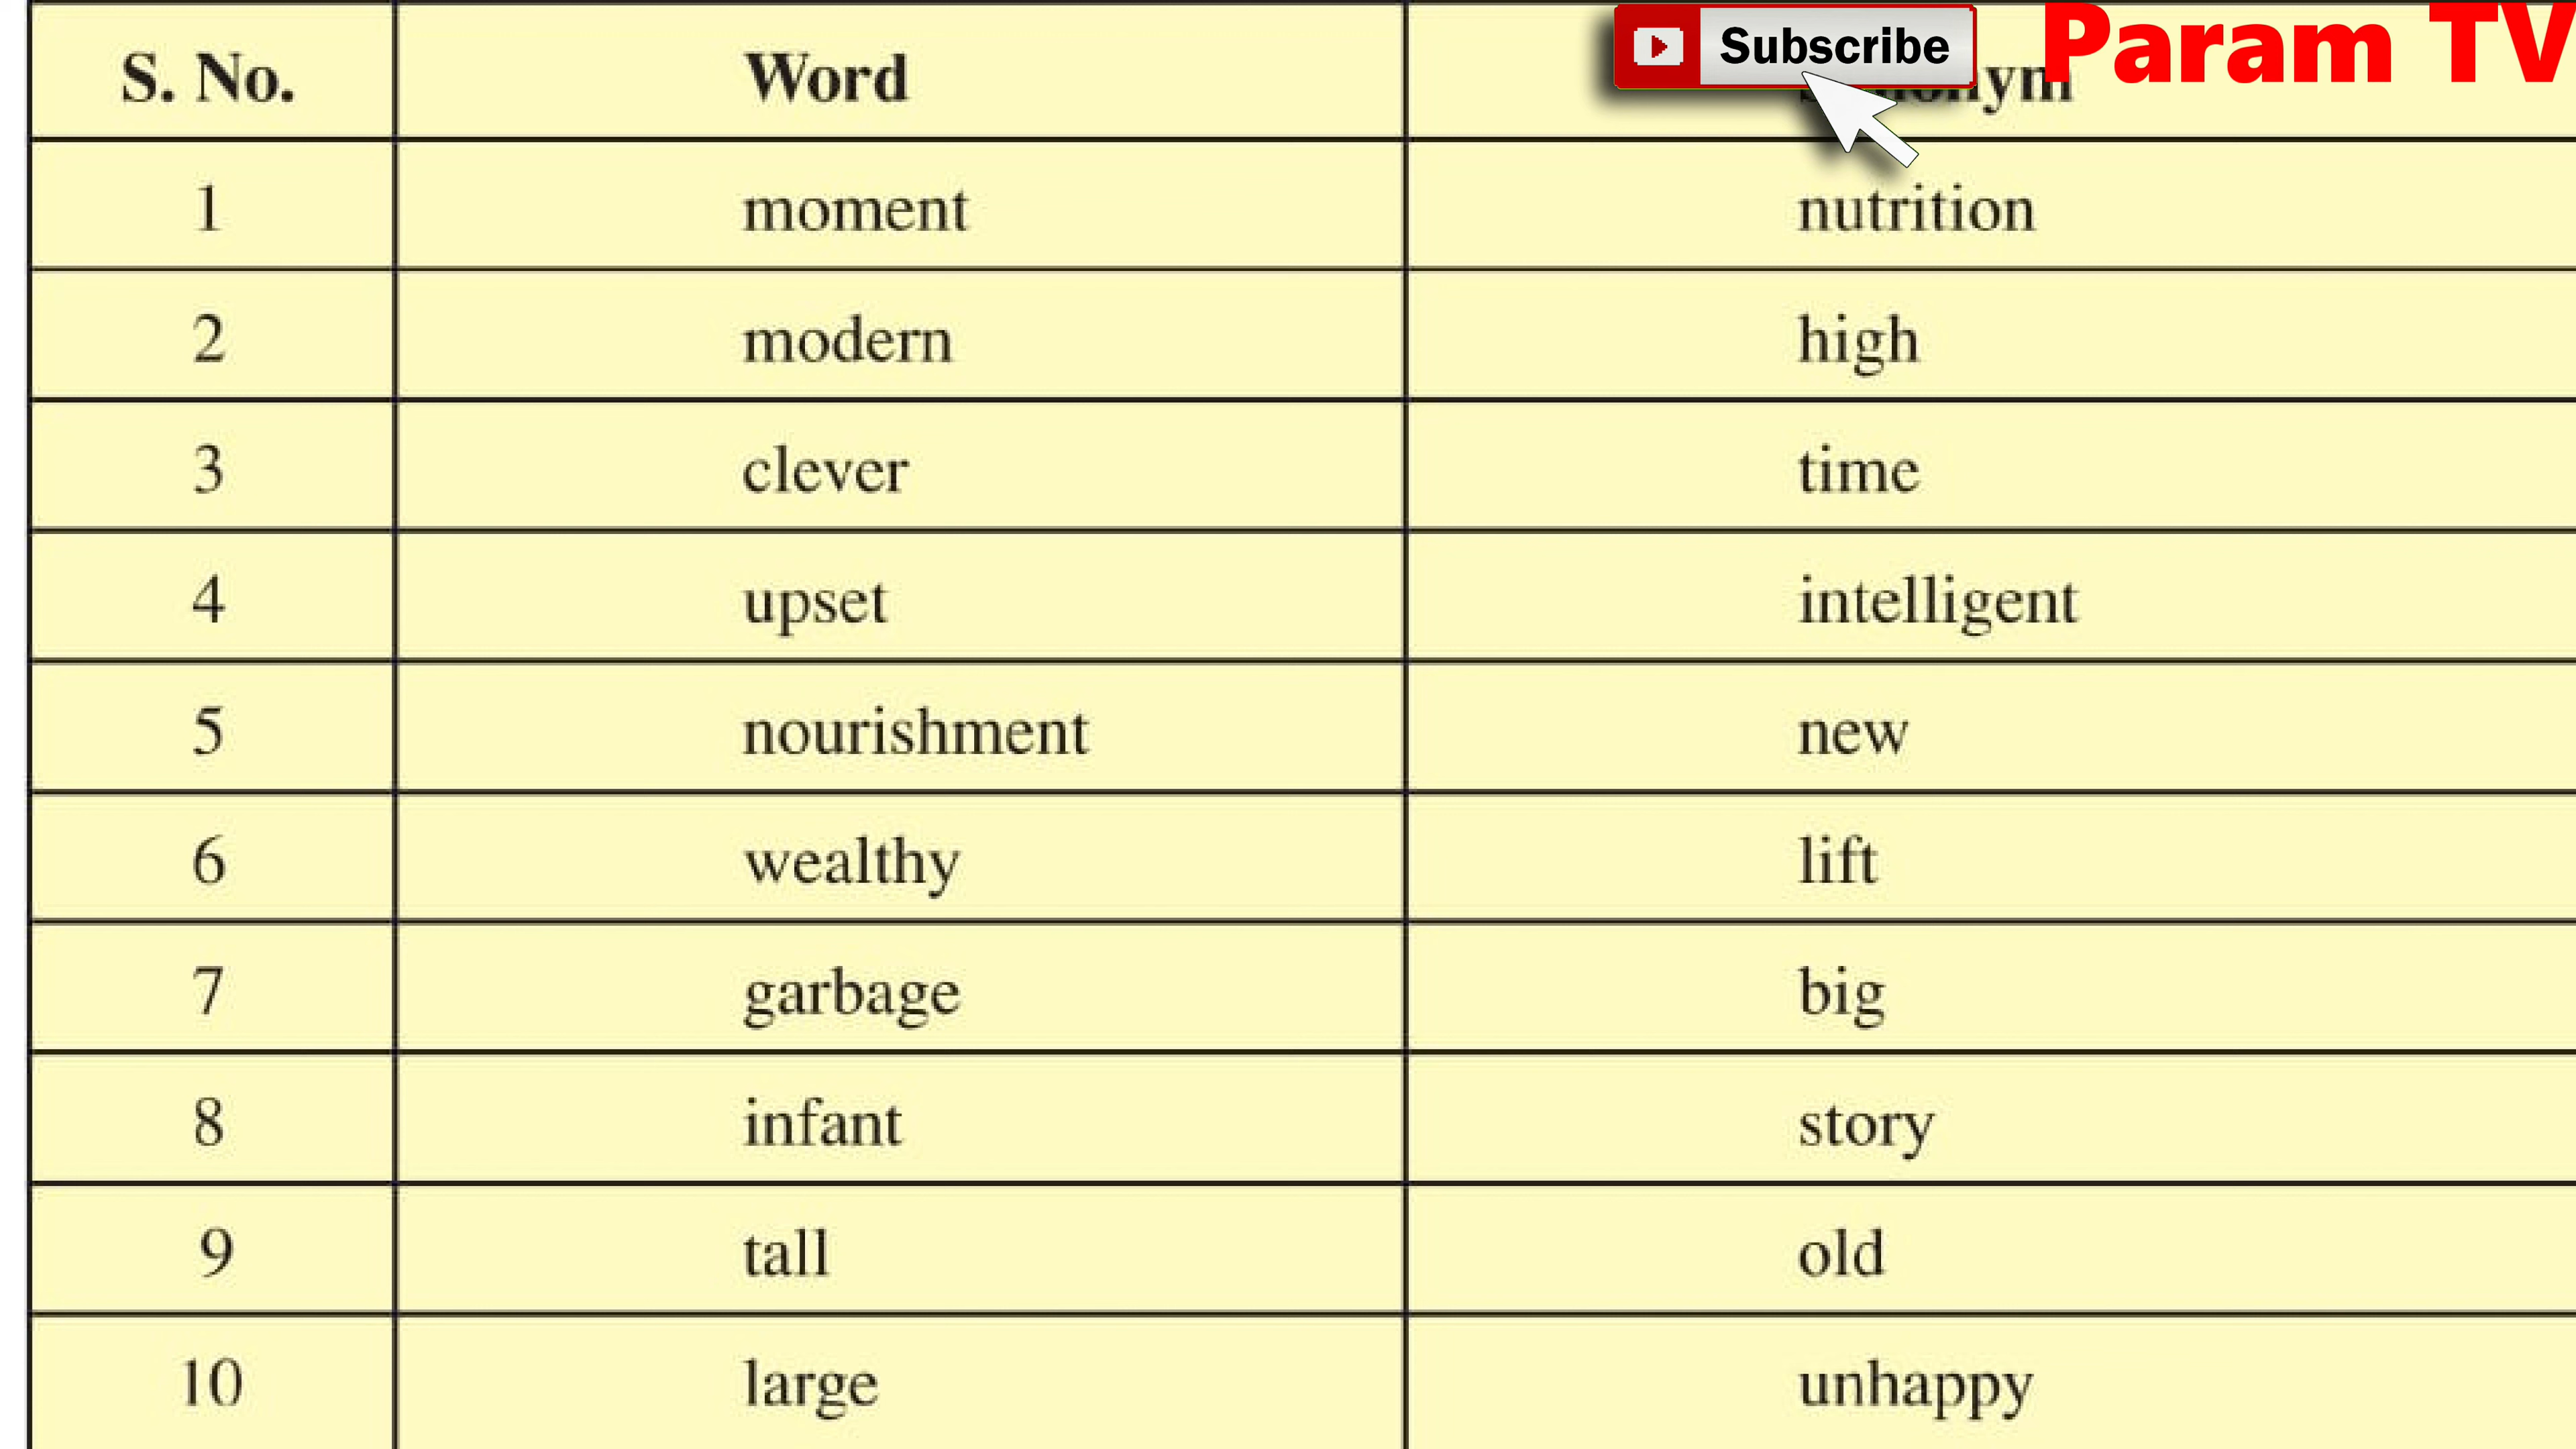 Subscribe Param TV
S. No. Word
1 moment nutrition
2 modern high
3 clever time
4 upset intelligent
5 nourishment new
6 wealthy lift
7 garbage big
8 infant story
9 tall old
10 large unhappy